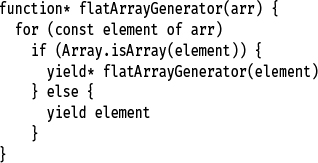 function* flatArrayGenerator(arr) {
  for (const element of arr)
    if (Array.isArray(element)) {
      yield* flatArrayGenerator(element)
    } else {
      yield element
    }
}